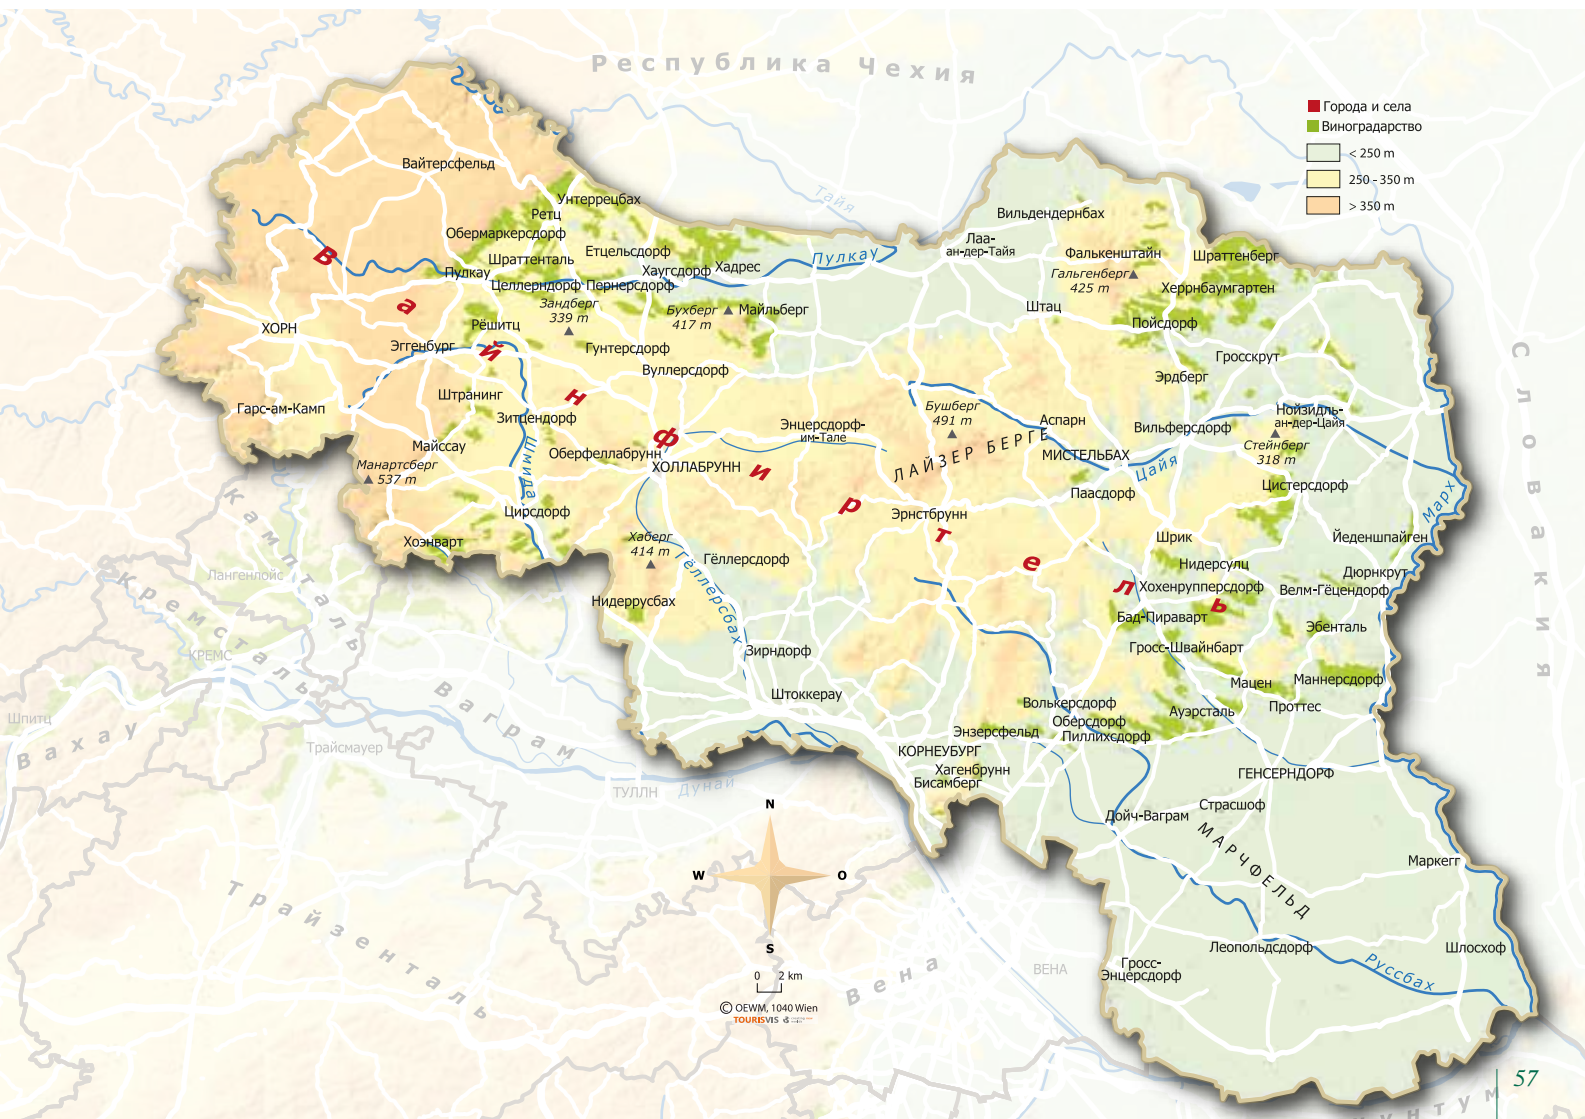 Республика Чехия
Города и села
Виноградарство
< 250 m
250 - 350 m
> 350 m
Словакия
Вайнфиртель
Вайтерсфельд
Унтеррецбах
Ретц
Обермаркерсдорф
Шраттенталь
Пулкау
Целлерндорф
Пернерсдорф
Етцельсдорф
Хаугсдорф
Хадрес
Пулкау
Тайя
Вильдендернбах
Лаа-
ан-дер-Тайя
Фалькенштайн
Гальгенберг
425 m
Шраттенберг
Херрнбаумгартен
Пойсдорф
Штац
Зандберг
339 m
Бухберг
417 m
Майльберг
ХОРН
Рёшитц
Эггенбург
Гунтерсдорф
Вуллерсдорф
Гросскрут
Эрдберг
Гарс-ам-Камп
Штранинг
Зитцендорф
Майссау
Манартсберг
537 m
Шмида
Оберфеллабрунн
ХОЛЛАБРУНН
Энцерсдорф-
им-Тале
Бушберг
491 m
ЛАЙЗЕР БЕРГЕ
Аспарн
МИСТЕЛЬБАХ
Вильферсдорф
Цайя
Нойзидль-
ан-дер-Цайя
Стейнберг
318 m
Цистерсдорф
Марх
Паасдорф
Цирсдорф
Хоэнварт
Эрнстбрунн
Шрик
Йеденшпайген
Хаберг
414 m
Гёллерсдорф
Гёллерсбах
Нидерсулц
Дюрнкрут
Хохенрупперсдорф
Велм-Гёцендорф
Нидеррусбах
Бад-Пираварт
Эбенталь
Гросс-Швайнбарт
Зирндорф
Мацен
Маннерсдорф
Штоккерау
Волькерсдорф
Ауэрсталь
Проттес
Оберсдорф
Энзерсфельд
Пиллихсдорф
КОРНЕУБУРГ
Хагенбрунн
Бисамберг
ГЕНСЕРНДОРФ
Страсшоф
Дойч-Ваграм
МАРЧФЕЛЬД
Маркегг
Леопольдсдорф
Шлосхоф
Гросс-
Энцерсдорф
Руссбах
Кампталь
Лангенлойс
Кремсталь
КРЕМС
Шпитц
Вахау
Ваграм
Трайсмауер
ТУЛЛН
Дунай
Трайзенталь
Вена
ВЕНА
N
W
O
S
0 2 km
© OEWM, 1040 Wien
TOURISVIS
57